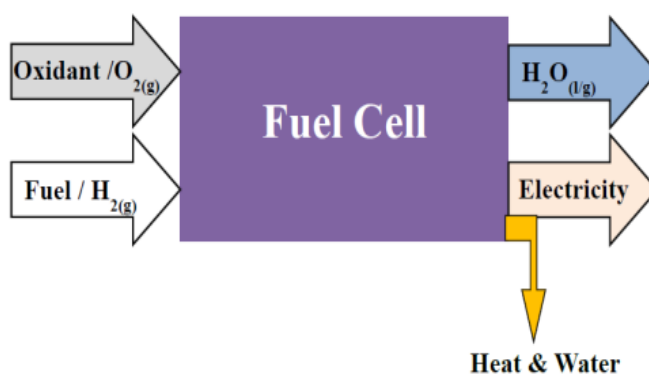 Oxidant /O2(g)
H2O(l/g)
Fuel Cell
Fuel / H2(g)
Electricity
Heat & Water